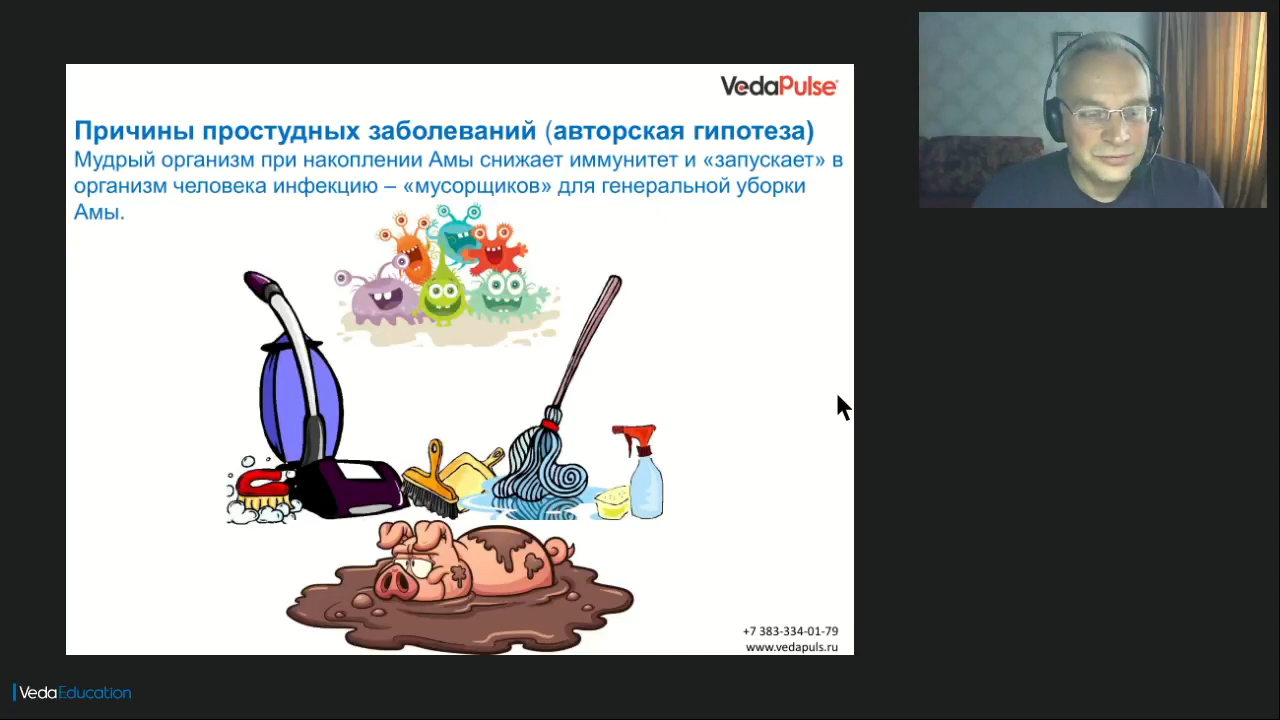 VedaPulse
Причины простудных заболеваний (авторская гипотеза)
Мудрый организм при накоплении Амы снижает иммунитет и «запускает» в
организм человека инфекцию – «мусорщиков» для генеральной уборки
Амы.
+7 383-334-01-79
www.vedapuls.ru
VedaEducation